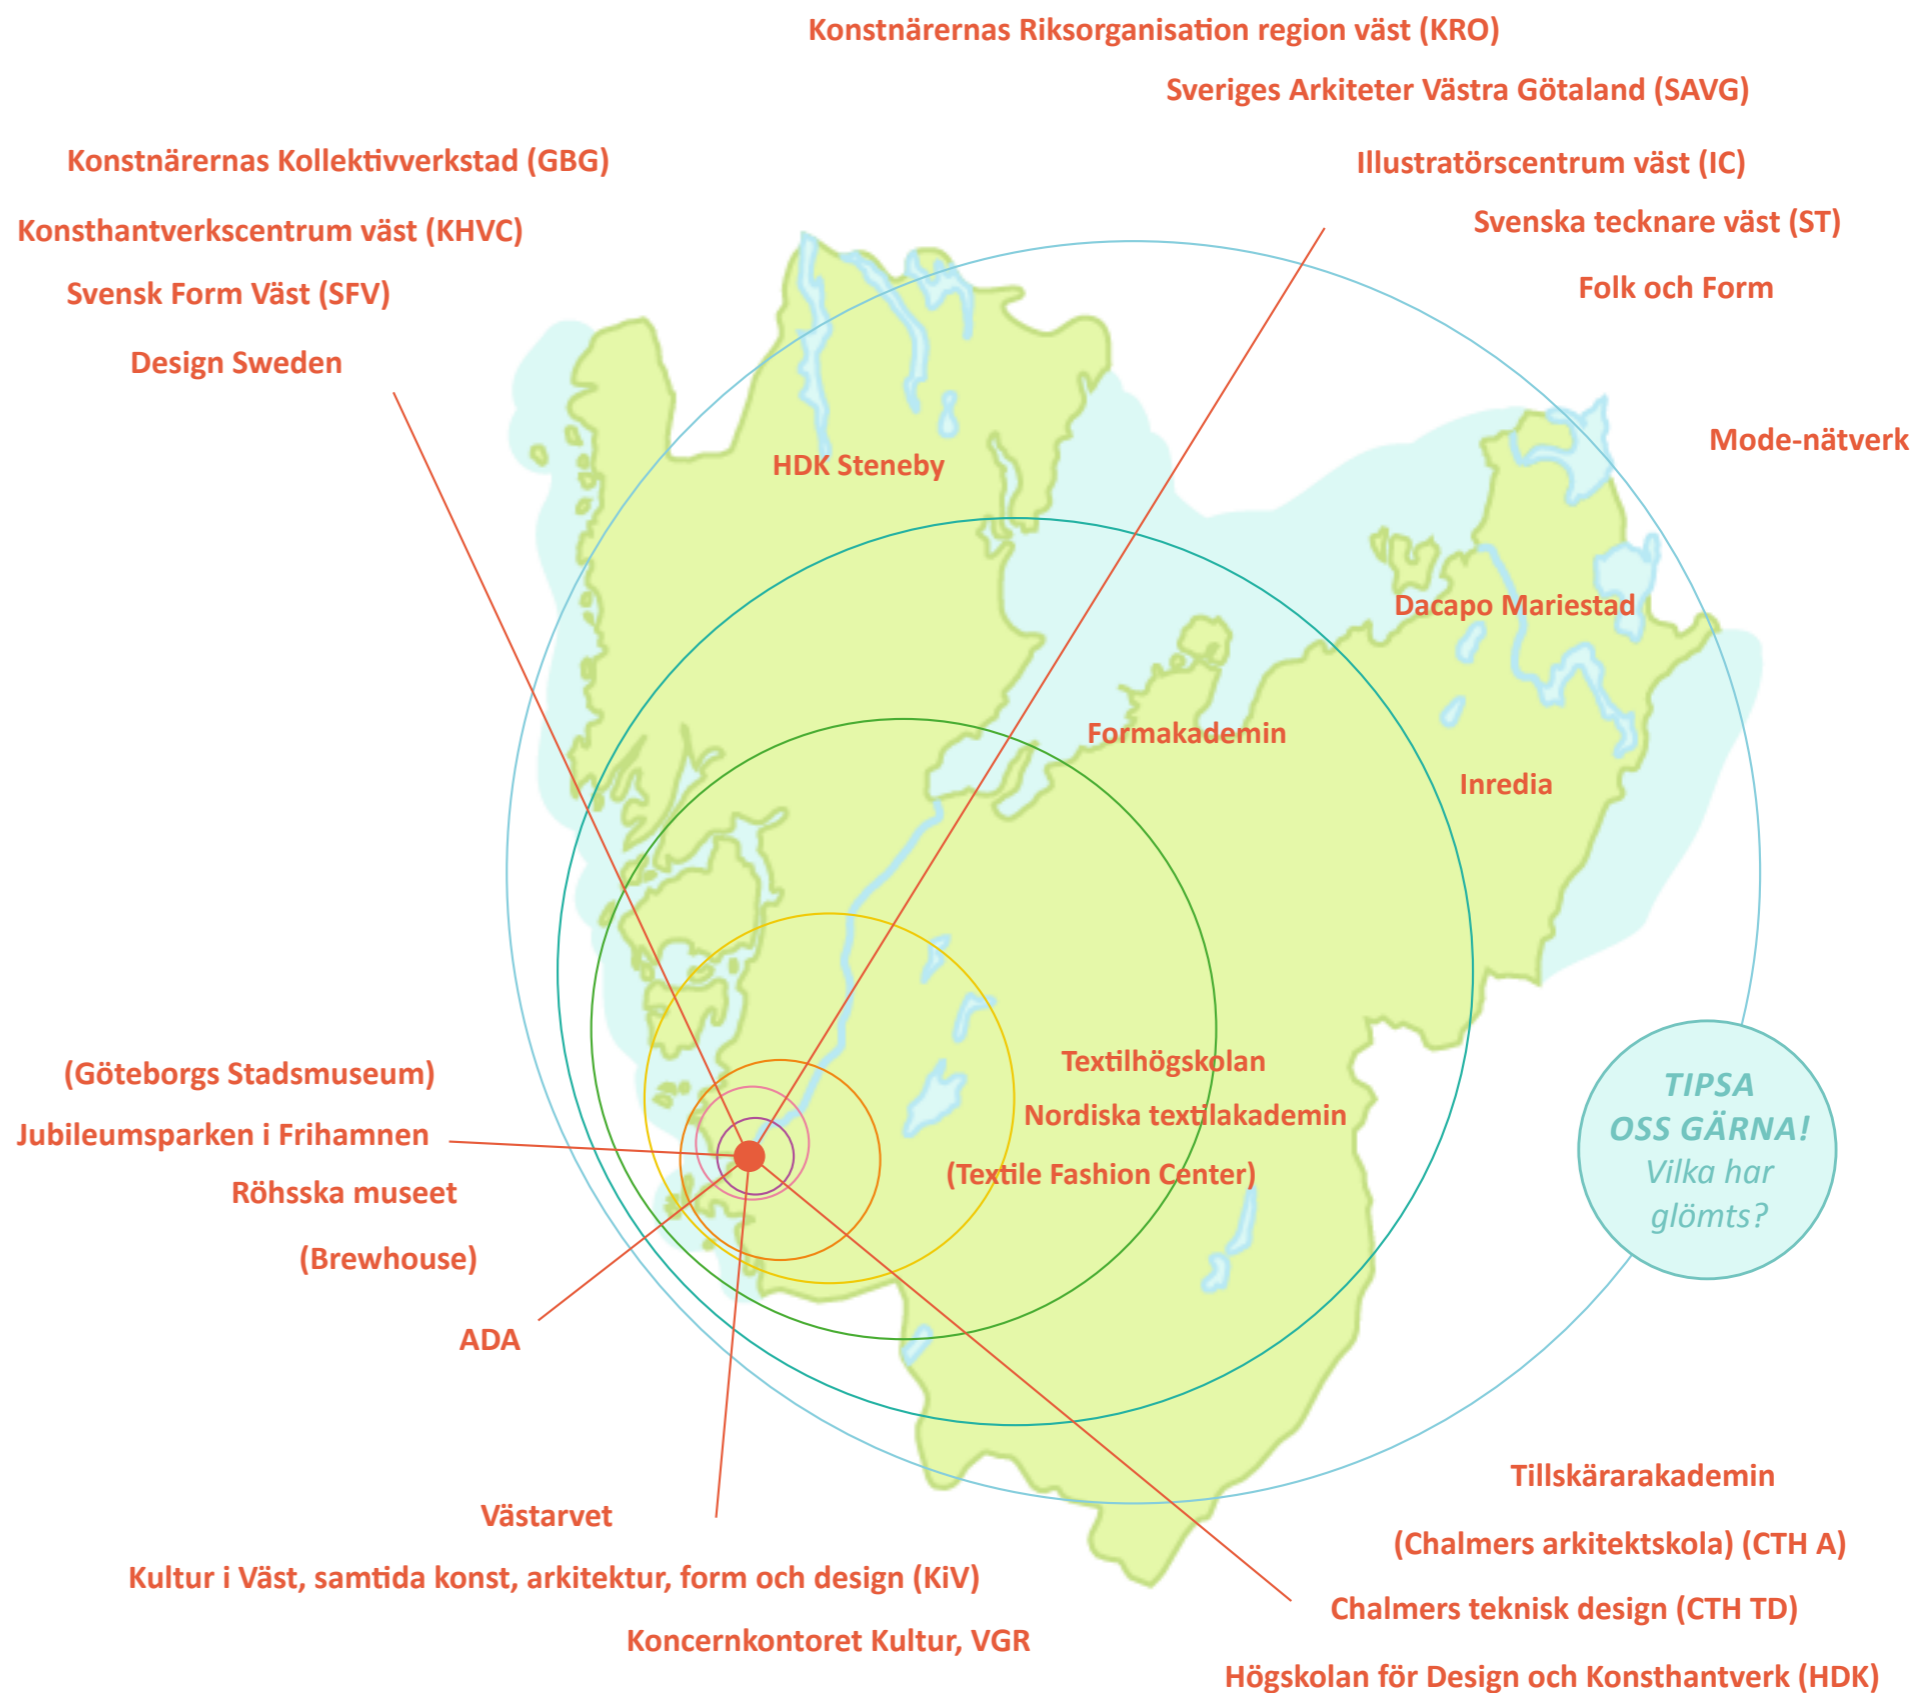 Konstnärernas Riksorganisation region väst (KRO)
Sveriges Arkiteter Västra Götaland (SAVG)
Illustratörscentrum väst (IC)
Svenska tecknare väst (ST)
Folk och Form
Mode-nätverk
Konstnärernas Kollektivverkstad (GBG)
Konsthantverkscentrum väst (KHVC)
Svensk Form Väst (SFV)
Design Sweden
HDK Steneby
Dacapo Mariestad
Formakademin
Inredia
Textilhögskolan
Nordiska textilakademin
(Textile Fashion Center)
TIPSA
OSS GÄRNA!
Vilka har
glömts?
(Göteborgs Stadsmuseum)
Jubileumsparken i Frihamnen
Röhsska museet
(Brewhouse)
ADA
Västarvet
Kultur i Väst, samtida konst, arkitektur, form och design (KiV)
Koncernkontoret Kultur, VGR
Tillskärarakademin
(Chalmers arkitektskola) (CTH A)
Chalmers teknisk design (CTH TD)
Högskolan för Design och Konsthantverk (HDK)